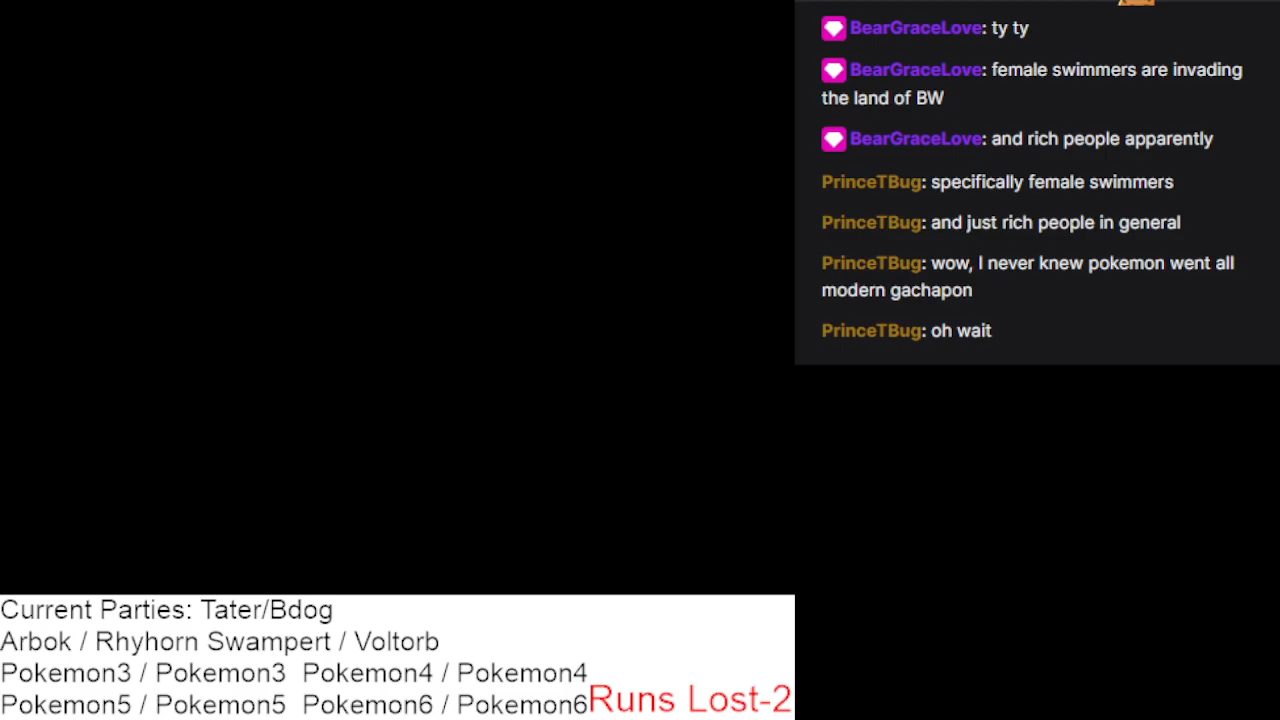 BearGraceLove: ty ty
BearGraceLove: female swimmers are invading
the land of BW
BearGraceLove: and rich people apparently
PrinceTBug: specifically female swimmers
PrinceTBug: and just rich people in general
PrinceTBug: wow, I never knew pokemon went all
modern gachapon
PrinceTBug: oh wait
Current Parties: Tater/Bdog
Arbok / Rhyhorn Swampert / Voltorb
Pokemon3 / Pokemon3  Pokemon4 / Pokemon4
Pokemon5 / Pokemon5  Pokemon6 / Pokemon6
Runs Lost-2